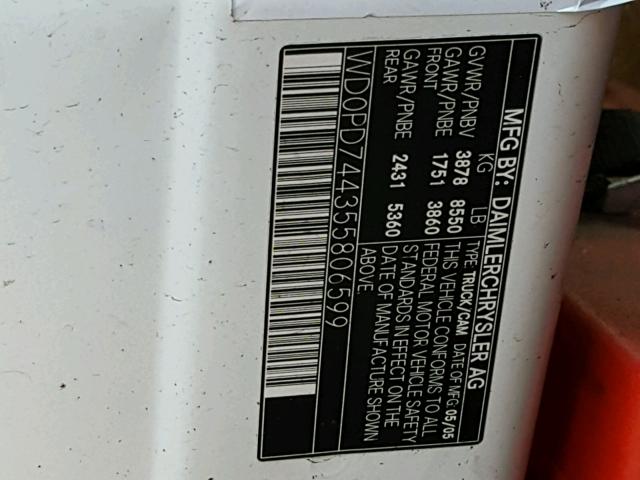 MFG BY: DAIMLERCHRYSLER AG
KG LB TYPE TRUCK/CAM DATE OF MFG 05/05
GVWR/PNBV 3878 8550 THIS VEHICLE CONFORMS TO ALL
GAWR/PNBE FRONT 1751 3860 FEDERAL MOTOR VEHICLE SAFETY
STANDARDS IN EFFECT ON THE
GAWR/PNBE REAR 2431 5360 DATE OF MANUFACTURE SHOWN
ABOVE.
WD0PD744355806599